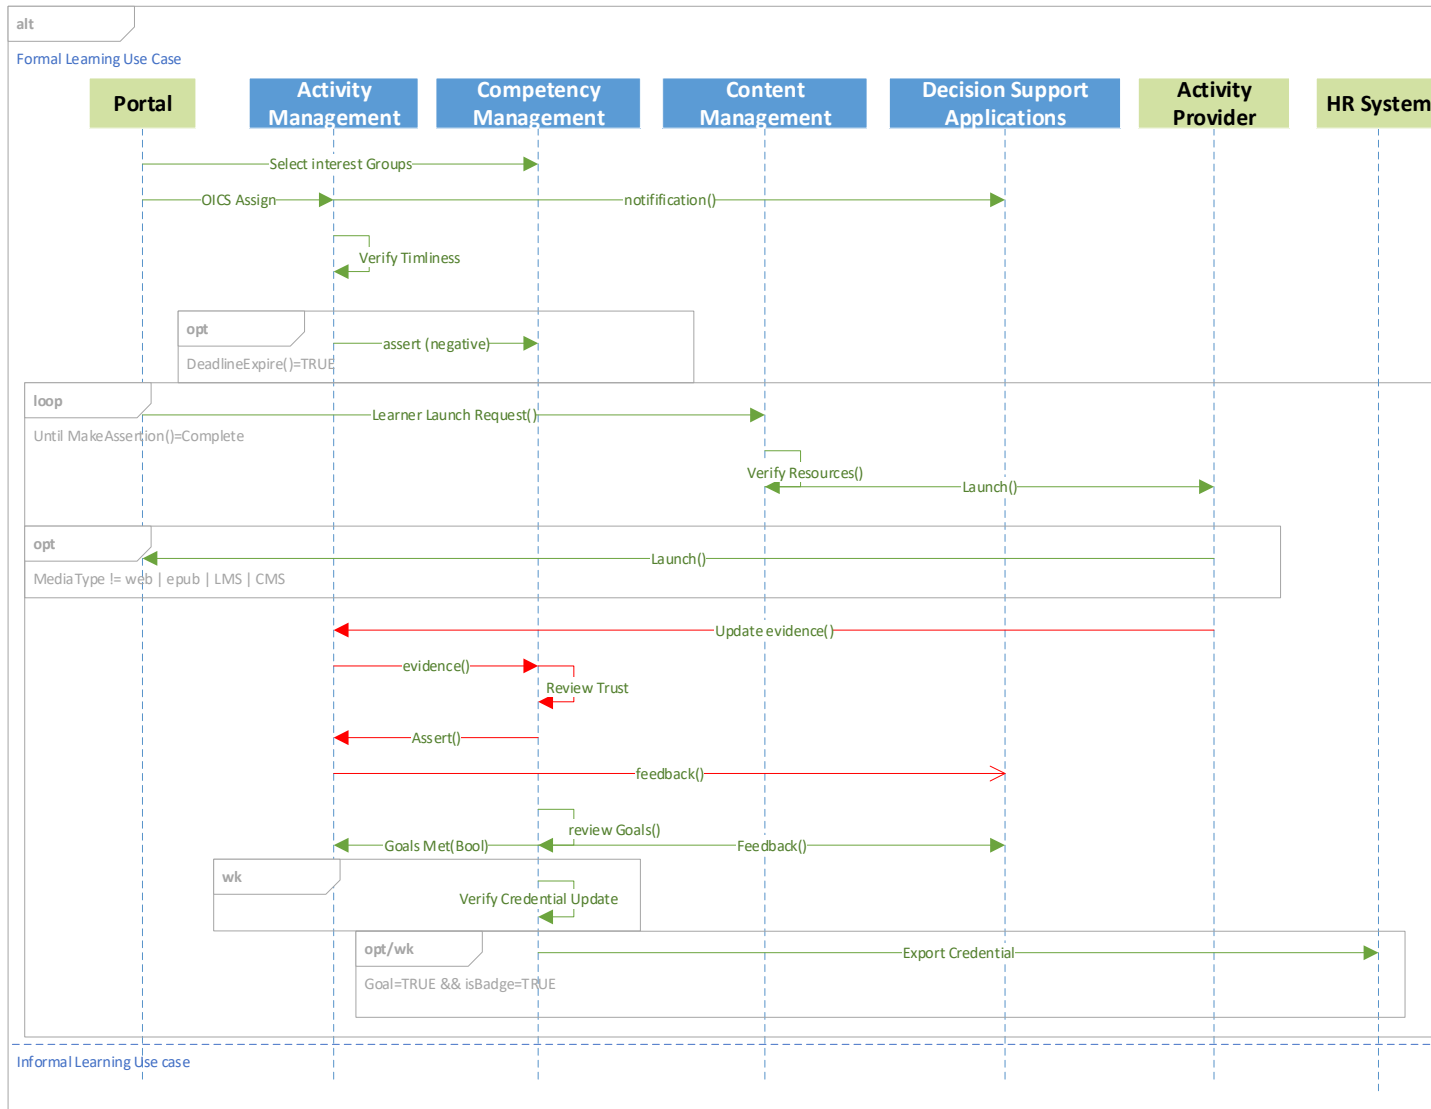 alt
Formal Learning Use Case
Portal
Activity
Management
Competency
Management
Content
Management
Decision Support
Applications
Activity
Provider
HR System
Select interest Groups
OICS Assign
notifification()
Verify Timliness
opt
assert (negative)
DeadlineExpire()=TRUE
loop
Learner Launch Request()
Until MakeAssertion()=Complete
Verify Resources()
Launch()
opt
Launch()
MediaType != web | epub | LMS | CMS
Update evidence()
evidence()
Review Trust
Assert()
feedback()
review Goals()
Goals Met(Bool)
Feedback()
wk
Verify Credential Update
opt/wk
Export Credential
Goal=TRUE && isBadge=TRUE
Informal Learning Use case